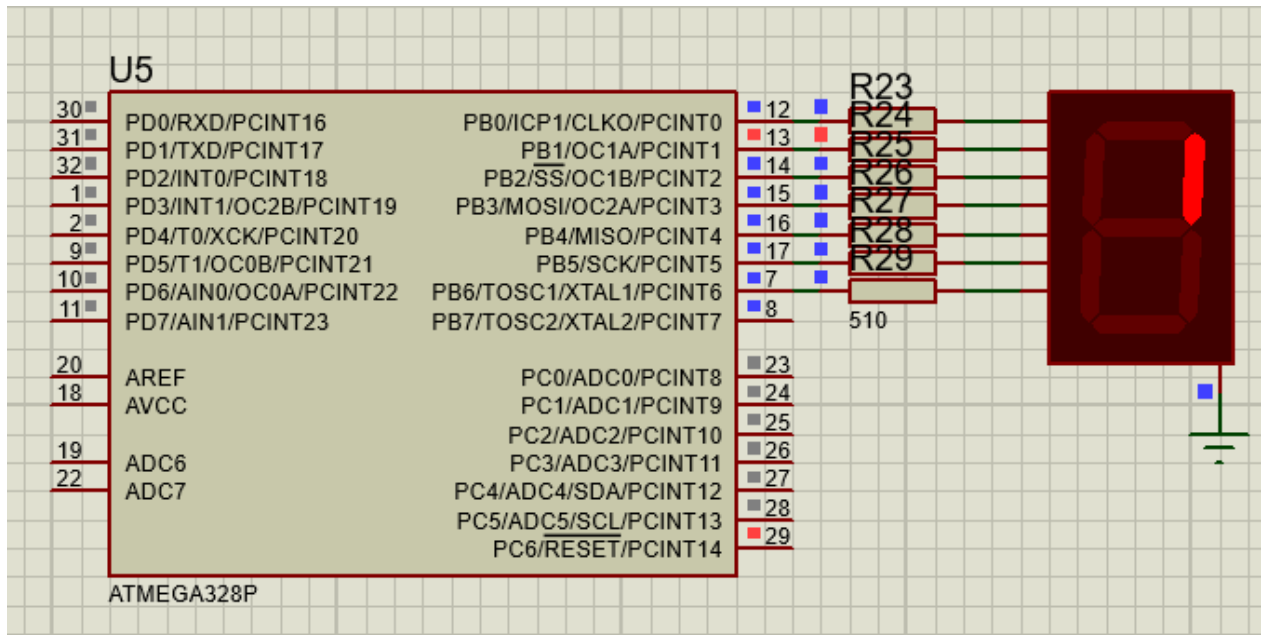 U5
30
31
32
1
2
9
10
11
20
18
19
22
PD0/RXD/PCINT16
PD1/TXD/PCINT17
PD2/INT0/PCINT18
PD3/INT1/OC2B/PCINT19
PD4/T0/XCK/PCINT20
PD5/T1/OC0B/PCINT21
PD6/AIN0/OC0A/PCINT22
PD7/AIN1/PCINT23
AREF
AVCC
ADC6
ADC7
PB0/ICP1/CLKO/PCINT0
PB1/OC1A/PCINT1
PB2/SS/OC1B/PCINT2
PB3/MOSI/OC2A/PCINT3
PB4/MISO/PCINT4
PB5/SCK/PCINT5
PB6/TOSC1/XTAL1/PCINT6
PB7/TOSC2/XTAL2/PCINT7
PC0/ADC0/PCINT8
PC1/ADC1/PCINT9
PC2/ADC2/PCINT10
PC3/ADC3/PCINT11
PC4/ADC4/SDA/PCINT12
PC5/ADC5/SCL/PCINT13
PC6/RESET/PCINT14
12
13
14
15
16
17
7
8
23
24
25
26
27
28
29
R23
R24
R25
R26
R27
R28
R29
510
ATMEGA328P